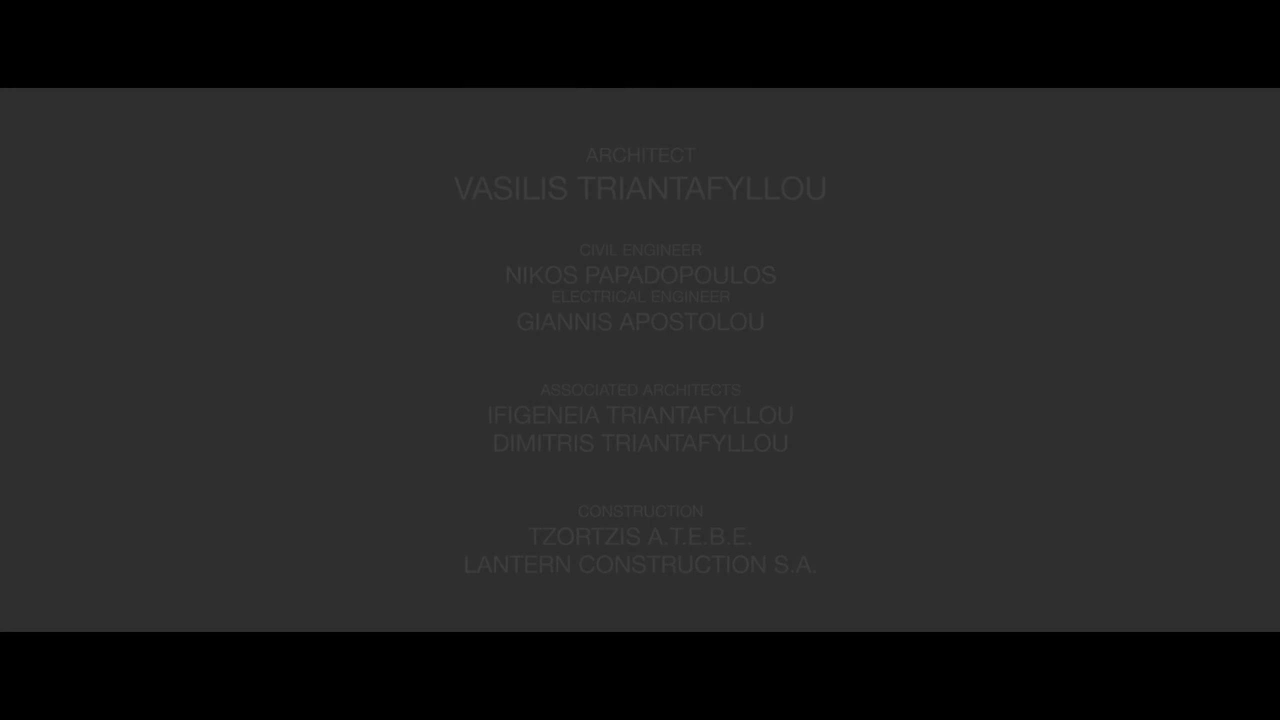 ARCHITECT
VASILIS TRIANTAFYLLOU
CIVIL ENGINEER
NIKOS PAPADOPOULOS
ELECTRICAL ENGINEER
GIANNIS APOSTOLOU
ASSOCIATED ARCHITECTS
IFIGENEIA TRIANTAFYLLOU
DIMITRIS TRIANTAFYLLOU
CONSTRUCTION
TZORTZIS A.T.E.B.E.
LANTERN CONSTRUCTION S.A.